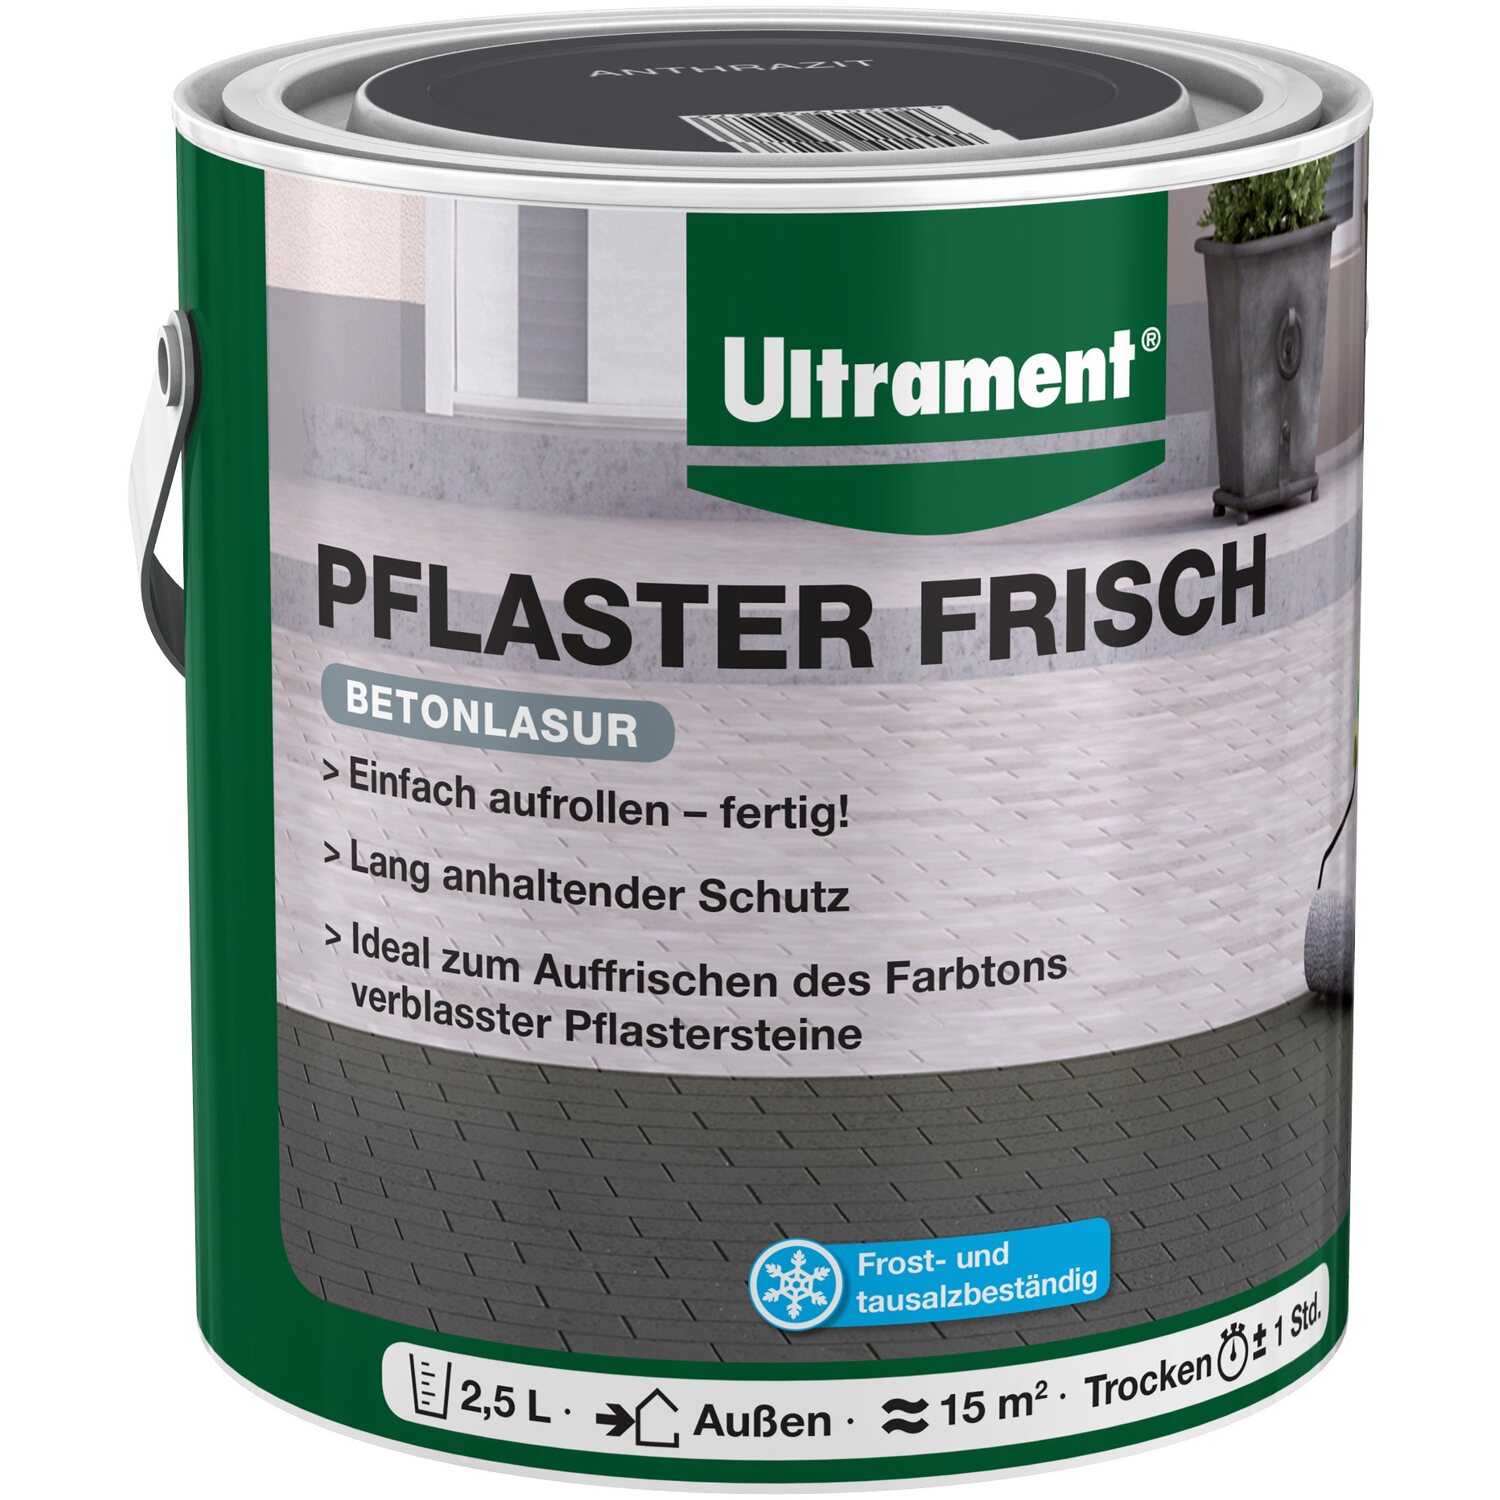 ANTHRAZIT
Ultrament®
PFLASTER FRISCH
BETONLASUR
> Einfach aufrollen – fertig!
> Lang anhaltender Schutz
> Ideal zum Auffrischen des Farbtons
verblasster Pflastersteine
Frost- und
tausalzbeständig
2,5 L · Außen · ≈ 15 m² · Trocken ± 1 Std.